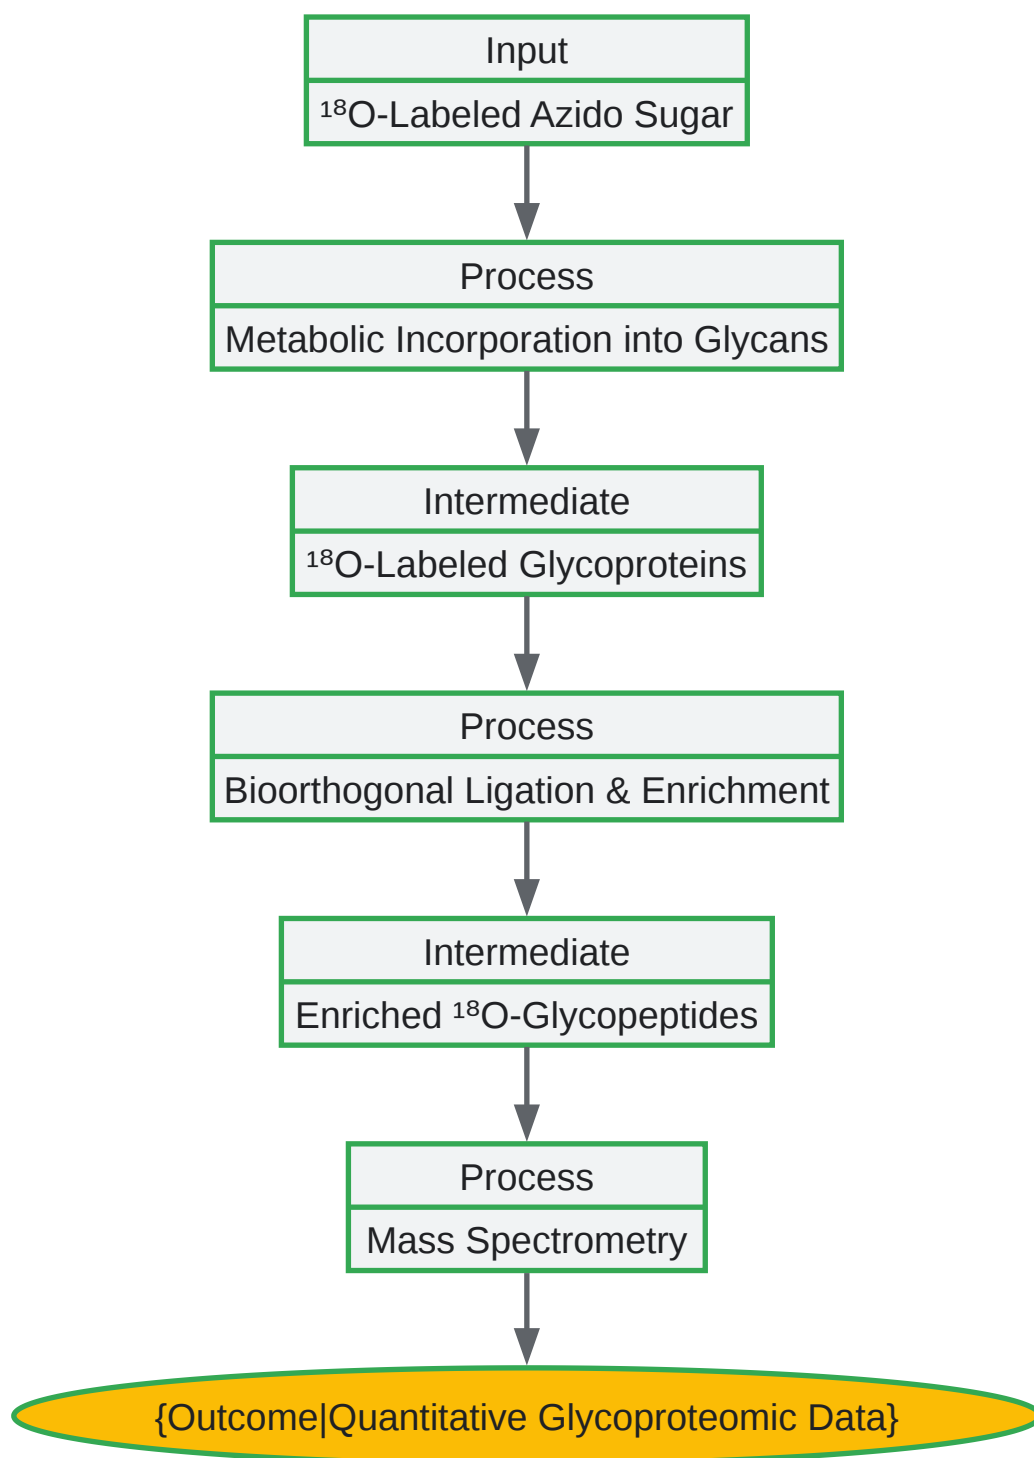 Input
¹⁸O-Labeled Azido Sugar
Process
Metabolic Incorporation into Glycans
Intermediate
¹⁸O-Labeled Glycoproteins
Process
Bioorthogonal Ligation & Enrichment
Intermediate
Enriched ¹⁸O-Glycopeptides
Process
Mass Spectrometry
{Outcome|Quantitative Glycoproteomic Data}